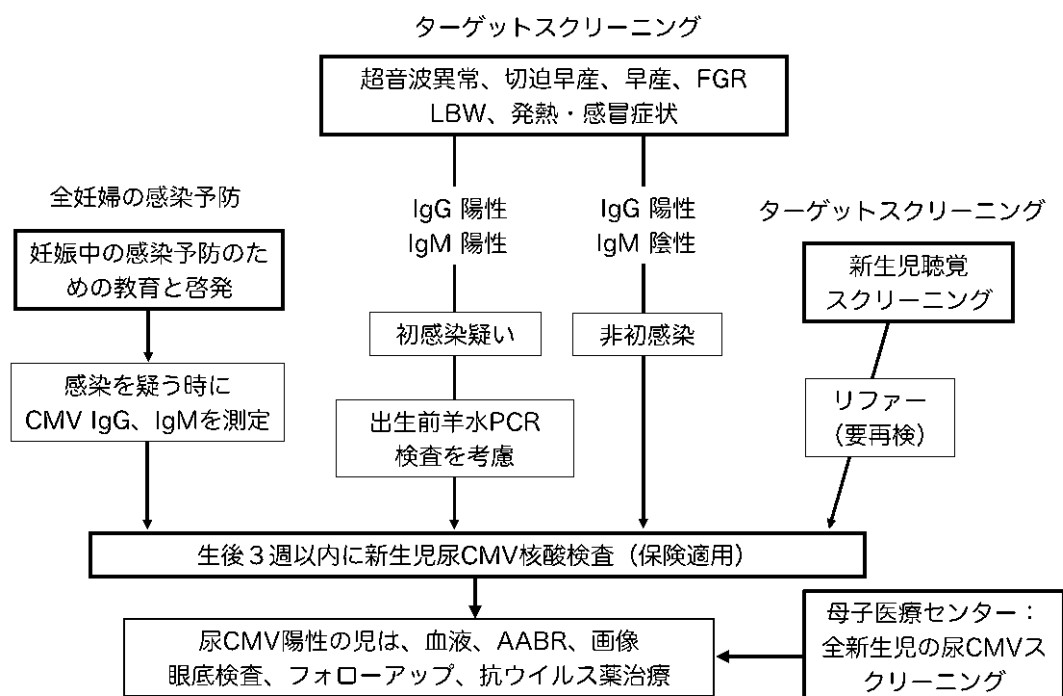 ターゲットスクリーニング
超音波異常、切迫早産、早産、FGR
LBW、発熱・感冒症状
全妊婦の感染予防
妊娠中の感染予防のた
めの教育と啓発
感染を疑う時に
CMV IgG、IgMを測定
IgG 陽性
IgM 陽性
初感染疑い
出生前羊水PCR
検査を考慮
IgG 陽性
IgM 陰性
非初感染
ターゲットスクリーニング
新生児聴覚
スクリーニング
リファー
（要再検）
生後３週以内に新生児尿CMV核酸検査（保険適用）
尿CMV陽性の児は、血液、AABR、画像
眼底検査、フォローアップ、抗ウイルス薬治療
母子医療センター：
全新生児の尿CMVス
クリーニング